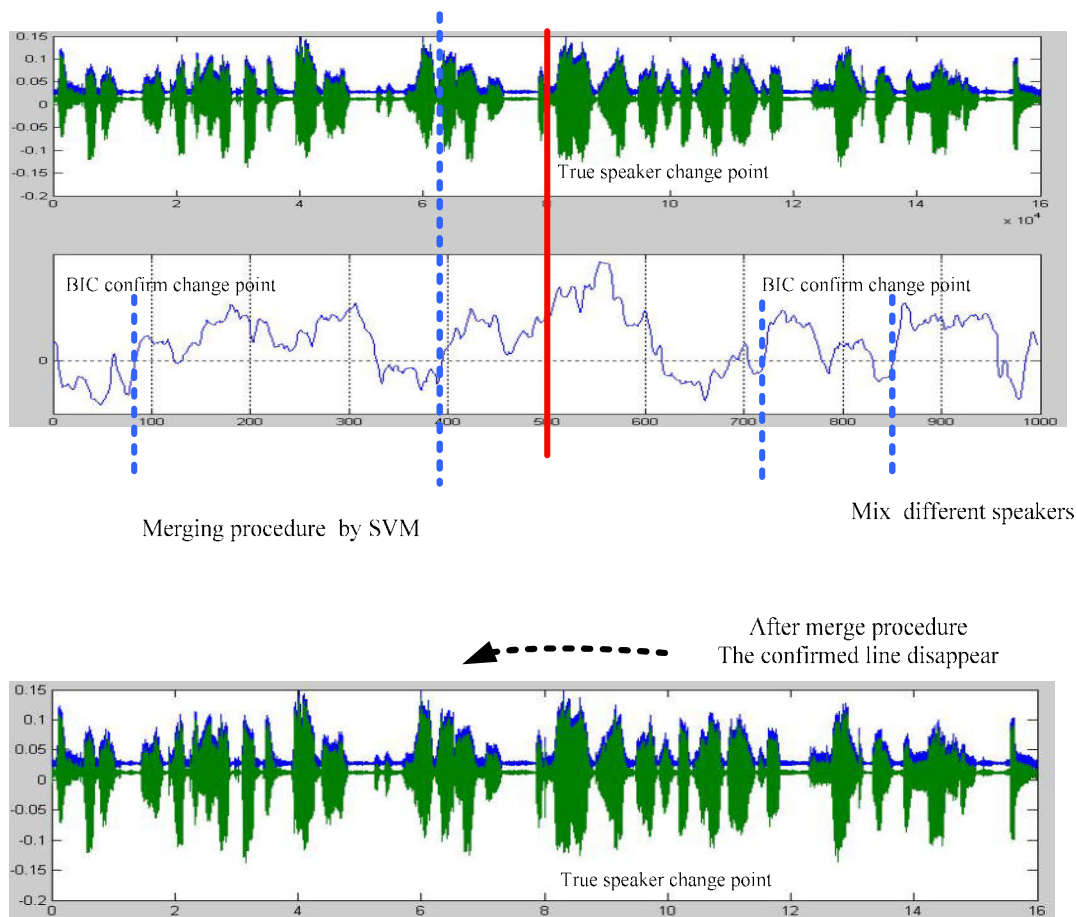 0.15
0.1
0.05
0
-0.05
-0.1
-0.15
-0.2
True speaker change point
0 2 4 6 8 10 12 14 16
× 10⁴
BIC confirm change point
BIC confirm change point
0
100 200 300 400 500 600 700 800 900 1000
Merging procedure by SVM
Mix different speakers
After merge procedure
The confirmed line disappear
0.15
0.1
0.05
0
-0.05
-0.1
-0.15
-0.2
True speaker change point
0 2 4 6 8 10 12 14 16